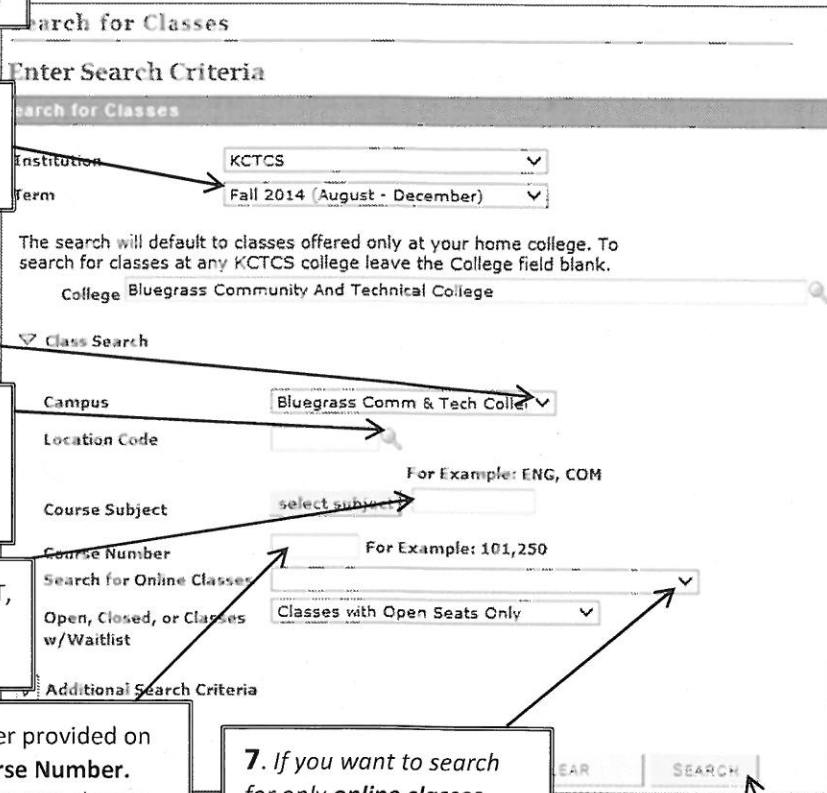 Search for Classes
Enter Search Criteria
Search for Classes
Institution KCTCS
Term Fall 2014 (August - December)
The search will default to classes offered only at your home college. To
search for classes at any KCTCS college leave the College field blank.
College Bluegrass Community And Technical College
Class Search
Campus Bluegrass Comm & Tech Colle
Location Code
For Example: ENG, COM
Course Subject select subject
Course Number For Example: 101,250
Search for Online Classes
T,
Open, Closed, or Classes Classes with Open Seats Only
w/Waitlist
Additional Search Criteria
er provided on
rse Number.
7. If you want to search
for only online classes
EAR SEARCH